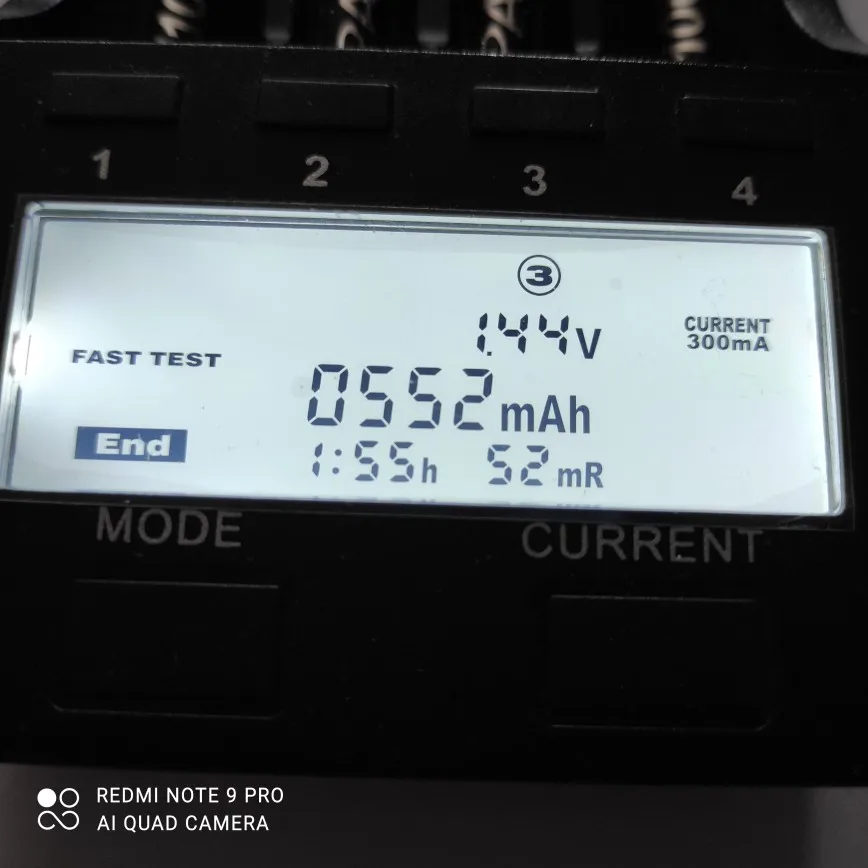 1 2 3 4
③
1.44V
CURRENT
300mA
FAST TEST
0552mAh
End
1:55h 52mR
MODE CURRENT
REDMI NOTE 9 PRO
AI QUAD CAMERA